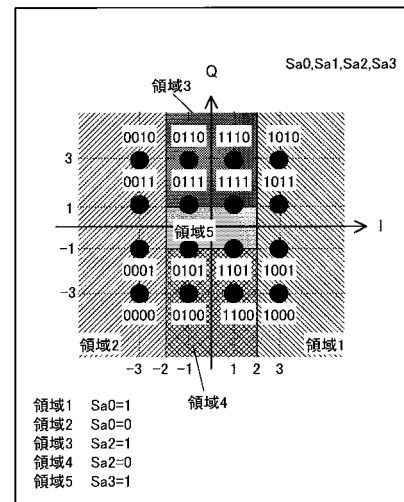 Sa0,Sa1,Sa2,Sa3
Q
領域3
0010 0110 1110 1010
3
0011 0111 1111 1011
1
I
領域5
-1
0001 0101 1101 1001
-3
0000 0100 1100 1000
領域2 領域1
-3 -2 -1 1 2 3
領域4
領域1 Sa0=1
領域2 Sa0=0
領域3 Sa2=1
領域4 Sa2=0
領域5 Sa3=1